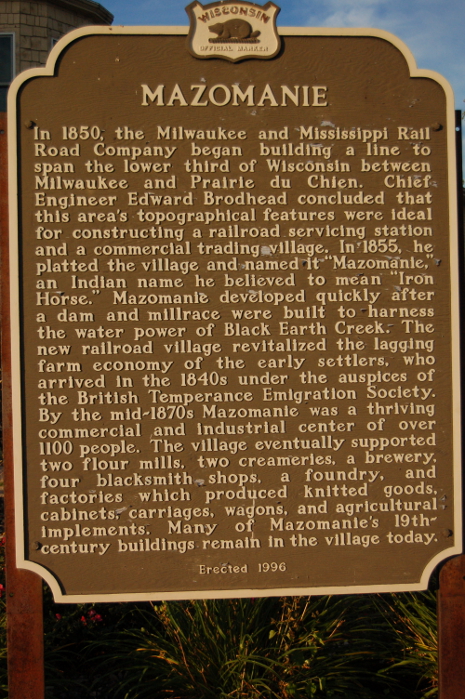 WISCONSIN
OFFICIAL MARKER
MAZOMANIE
In 1850, the Milwaukee and Mississippi Rail
Road Company began building a line to
span the lower third of Wisconsin between
Milwaukee and Prairie du Chien. Chief
Engineer Edward Brodhead concluded that
this area's topographical features were ideal
for constructing a railroad servicing station
and a commercial trading village. In 1855, he
platted the village and named it "Mazomanie,"
an Indian name he believed to mean "Iron
Horse." Mazomanie developed quickly after
a dam and millrace were built to harness
the water power of Black Earth Creek. The
new railroad village revitalized the lagging
farm economy of the early settlers, who
arrived in the 1840s under the auspices of
the British Temperance Emigration Society.
By the mid-1870s Mazomanie was a thriving
commercial and industrial center of over
1100 people. The village eventually supported
two flour mills, two creameries, a brewery,
four blacksmith shops, a foundry, and
factories which produced knitted goods,
cabinets, carriages, wagons, and agricultural
implements. Many of Mazomanie's 19th-
century buildings remain in the village today.
Erected 1996